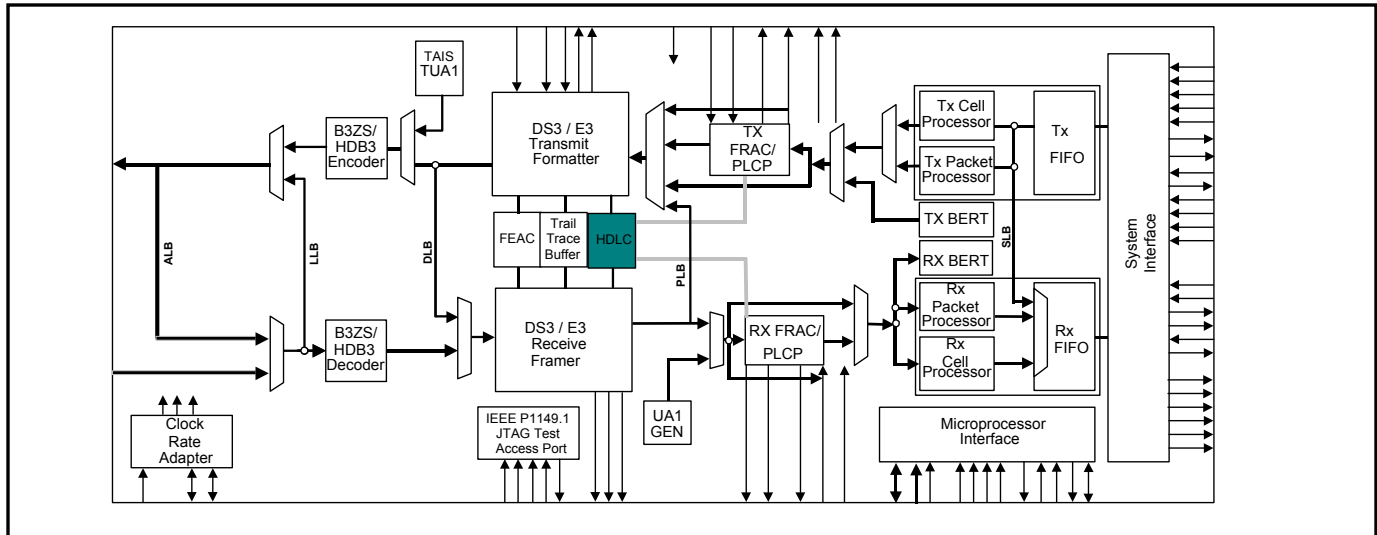 TAIS
TUA1
B3ZS/
HDB3
Encoder
DS3 / E3
Transmit
Formatter
TX
FRAC/
PLCP
Tx Cell
Processor
Tx Packet
Processor
Tx
FIFO
TX BERT
RX BERT
System
Interface
FEAC
Trail
Trace
Buffer
HDLC
ALB
LLB
DLB
PLB
SLB
B3ZS/
HDB3
Decoder
DS3 / E3
Receive
Framer
RX FRAC/
PLCP
Rx
Packet
Processor
Rx
Cell
Processor
Rx
FIFO
UA1
GEN
Clock
Rate
Adapter
IEEE P1149.1
JTAG Test
Access Port
Microprocessor
Interface